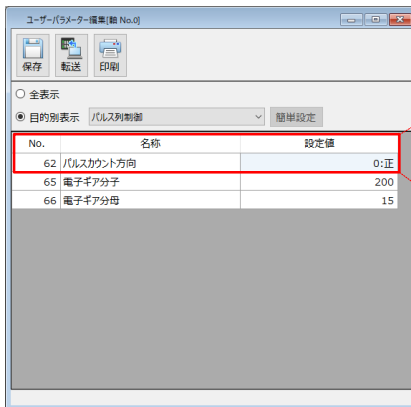 ユーザーパラメーター編集[軸 No.0]
保存 転送 印刷
全表示
目的別表示 パルス列制御 簡単設定
No. 名称 設定値
62 パルスカウント方向 0:正
65 電子ギア分子 200
66 電子ギア分母 15